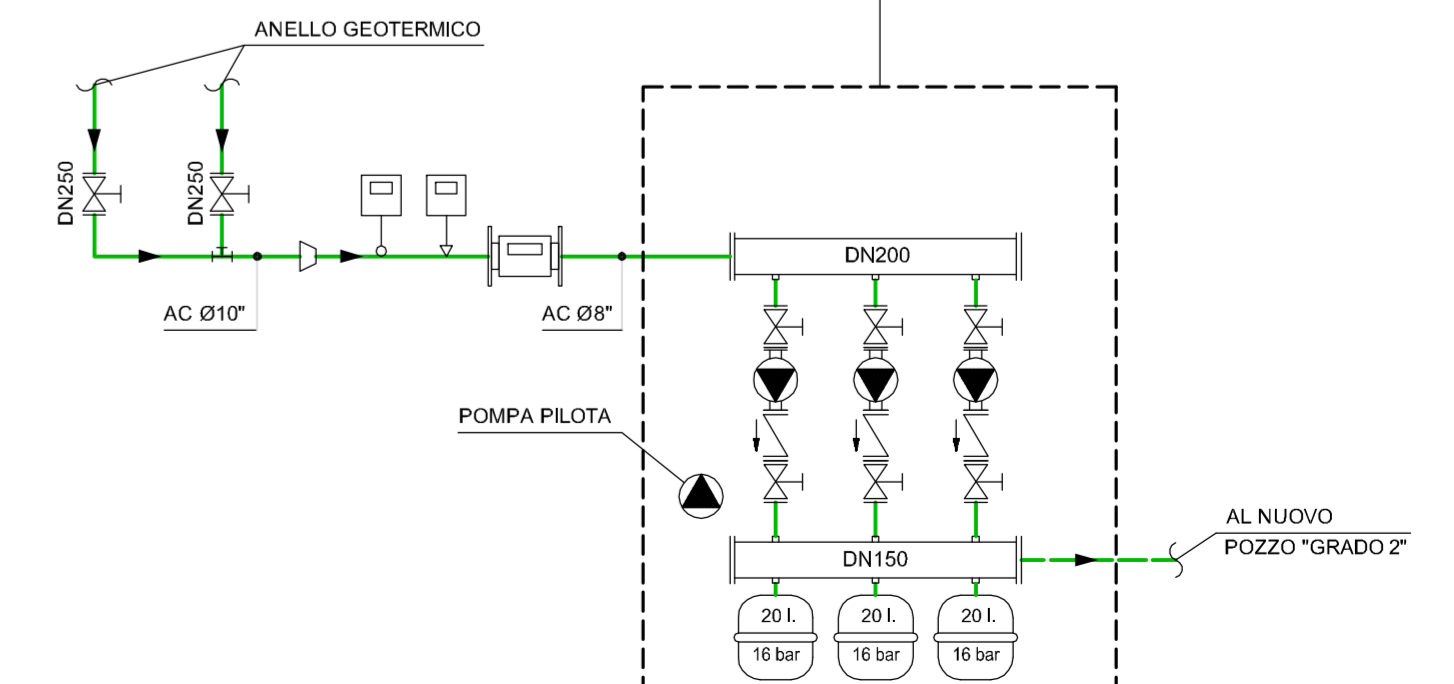 ANELLO GEOTERMICO
DN250
DN250
DN200
AC Ø10"
AC Ø8"
POMPA PILOTA
AL NUOVO
POZZO "GRADO 2"
DN150
20 l.
20 l.
20 l.
16 bar
16 bar
16 bar